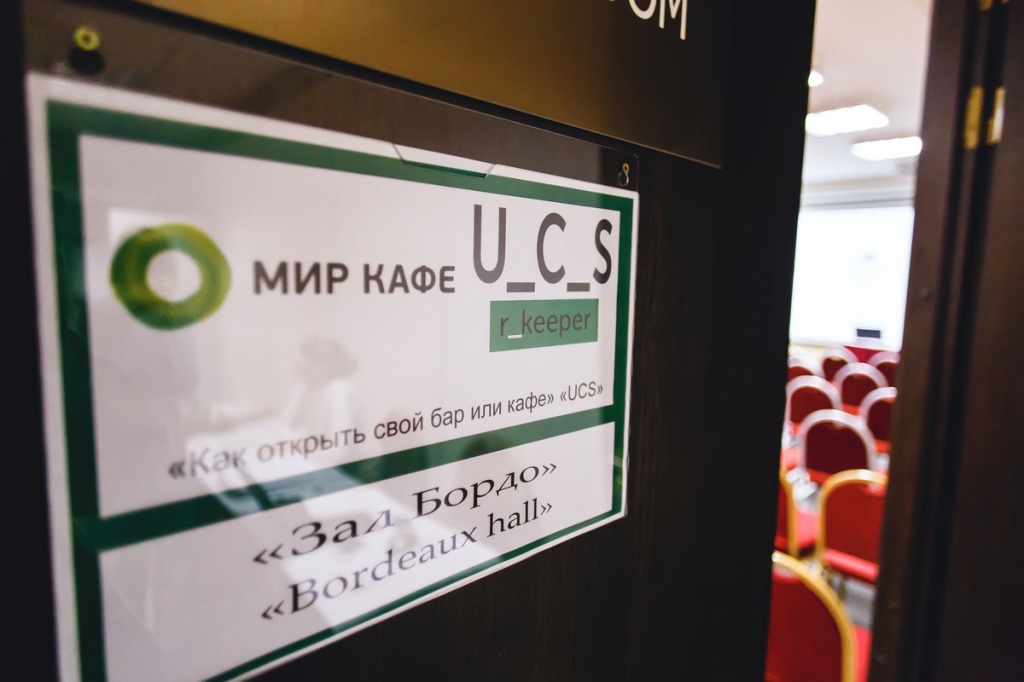 МИР КАФЕ
U_C_S
r_keeper
«Как открыть свой бар или кафе» «UCS»
«Зал Бордо»
«Bordeaux hall»